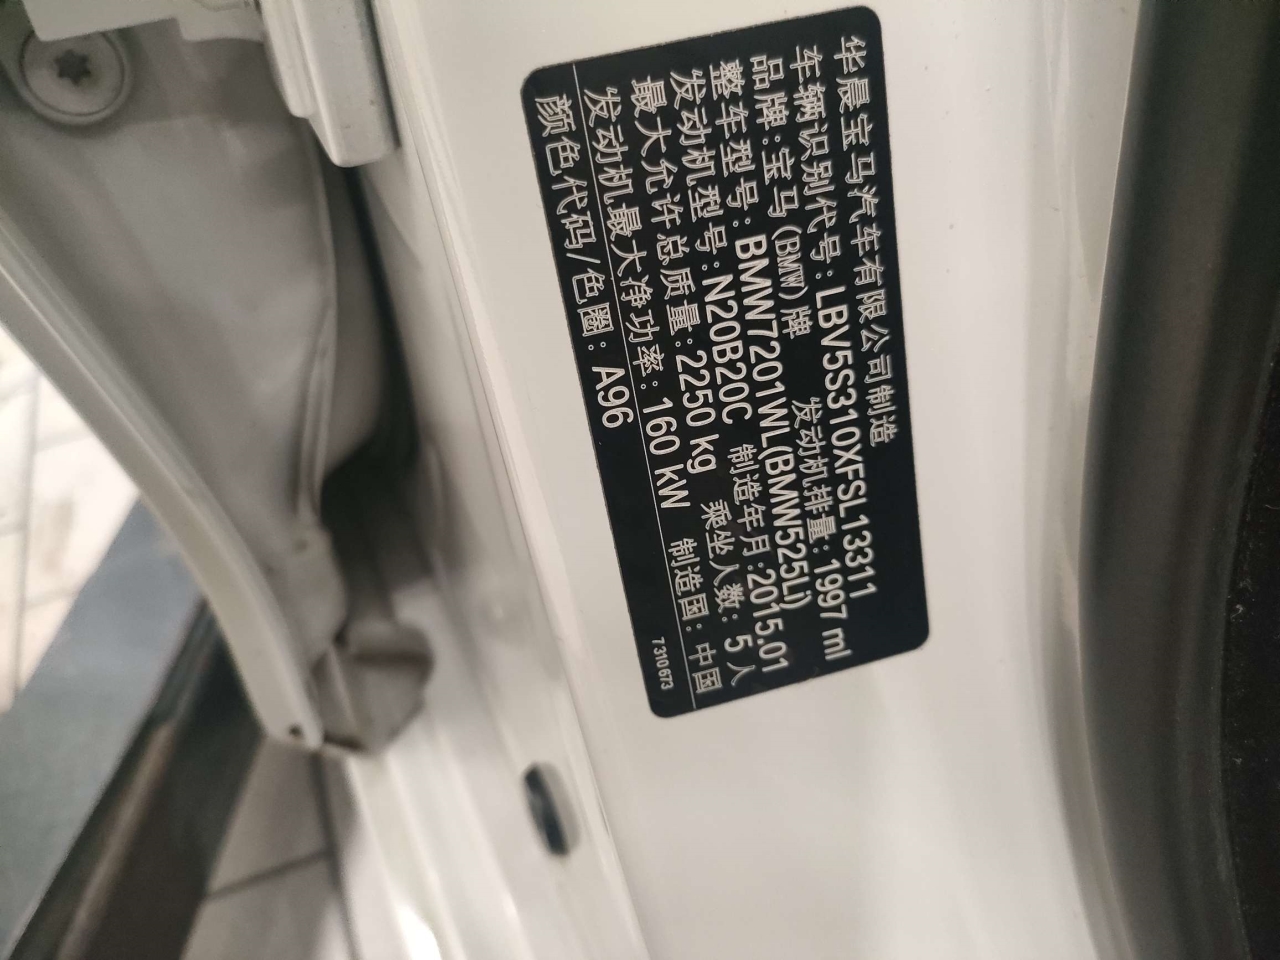 华晨宝马汽车有限公司制造
车辆识别代号:LBV5S310XFSL13311
品牌:宝马(BMW)牌 发动机排量:1997 ml
整车型号:BMW7201WL(BMW525Li)
发动机型号:N20B20C 制造年月:2015.01
最大允许总质量:2250 kg 乘坐人数:5人
发动机最大净功率:160 kW 制造国:中国
颜色代码/色圈:A96
7310673